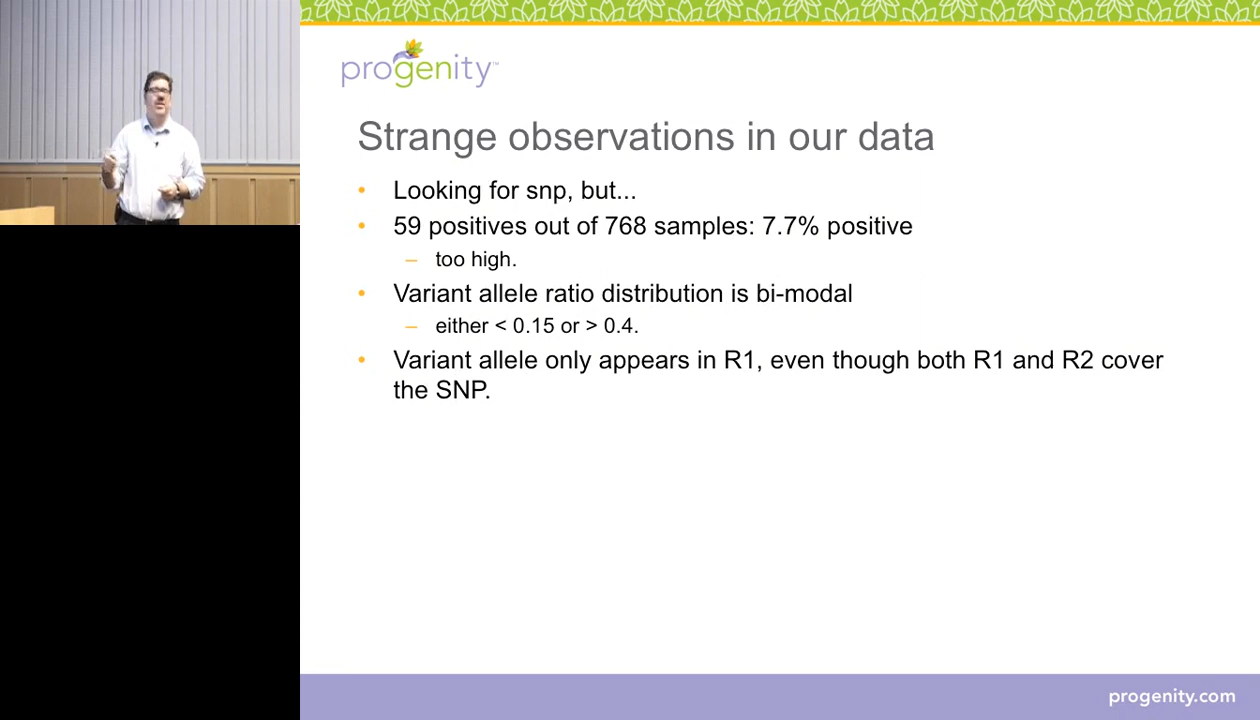 progenity™
Strange observations in our data
• Looking for snp, but...
• 59 positives out of 768 samples: 7.7% positive
– too high.
• Variant allele ratio distribution is bi-modal
– either < 0.15 or > 0.4.
• Variant allele only appears in R1, even though both R1 and R2 cover
the SNP.
progenity.com